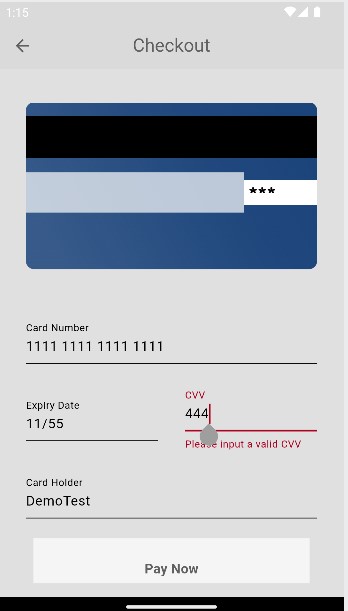 1:15
Checkout
***
Card Number
1111 1111 1111 1111
CVV
Expiry Date
444
11/55
Please input a valid CVV
Card Holder
DemoTest
Pay Now